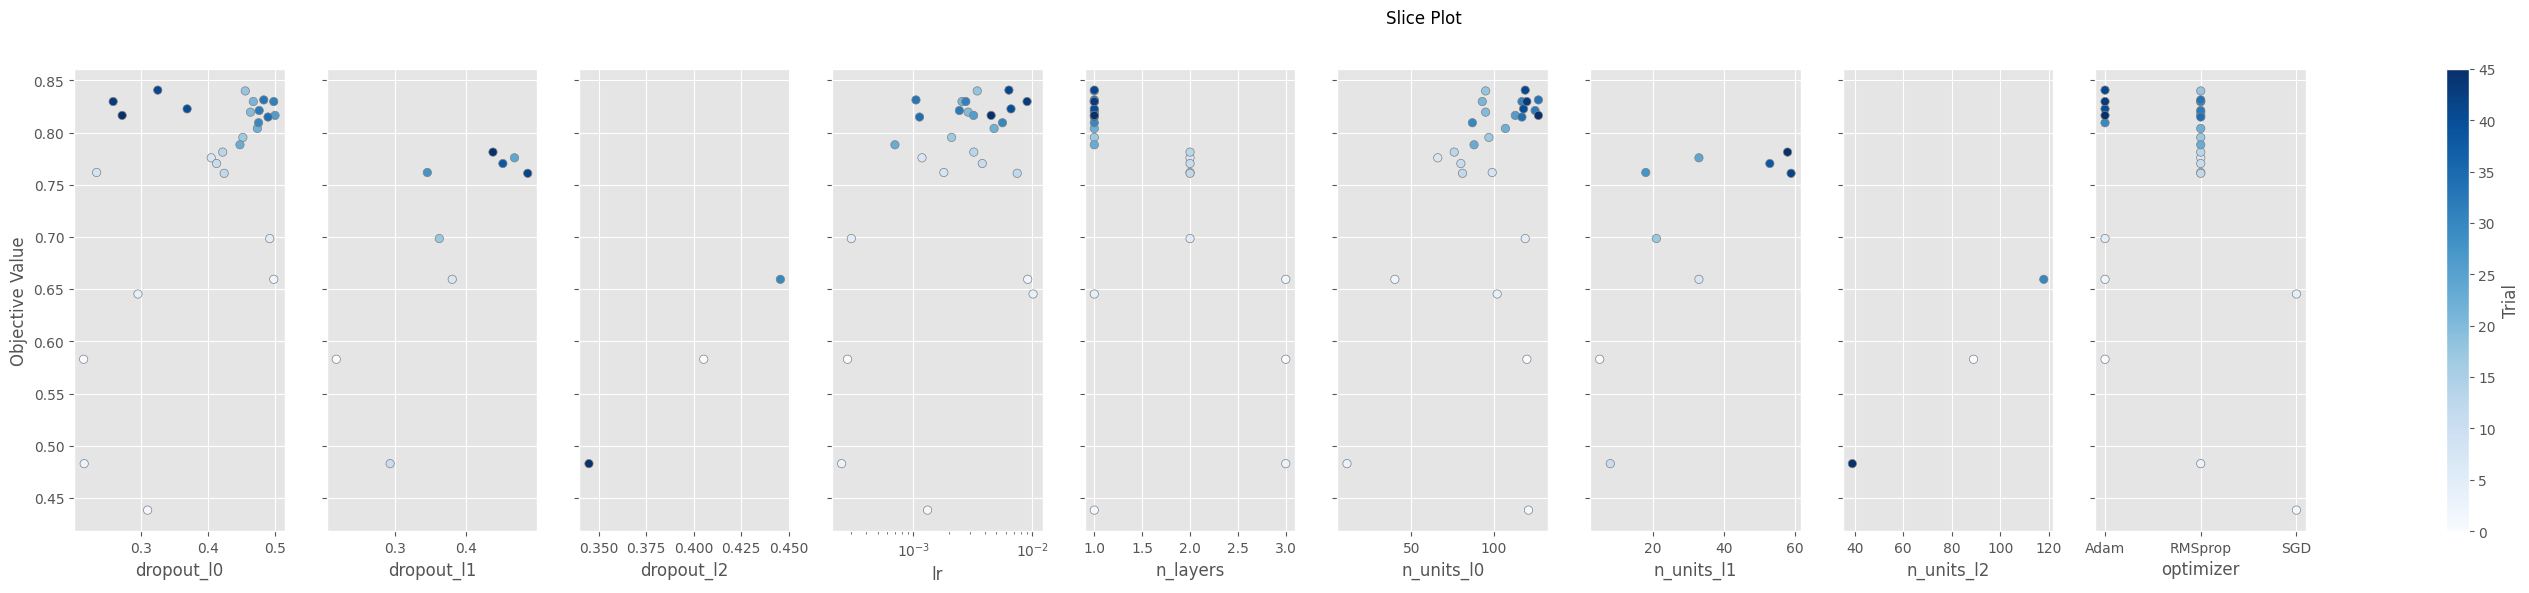 Slice Plot
Objective Value
0.85
0.80
0.75
0.70
0.65
0.60
0.55
0.50
0.45
0.3 0.4 0.5
dropout_l0
0.3 0.4
dropout_l1
0.350 0.375 0.400 0.425 0.450
dropout_l2
10⁻³ 10⁻²
lr
1.0 1.5 2.0 2.5 3.0
n_layers
50 100
n_units_l0
20 40 60
n_units_l1
40 60 80 100 120
n_units_l2
Adam RMSprop SGD
optimizer
45
40
35
30
25
20
15
10
5
0
Trial